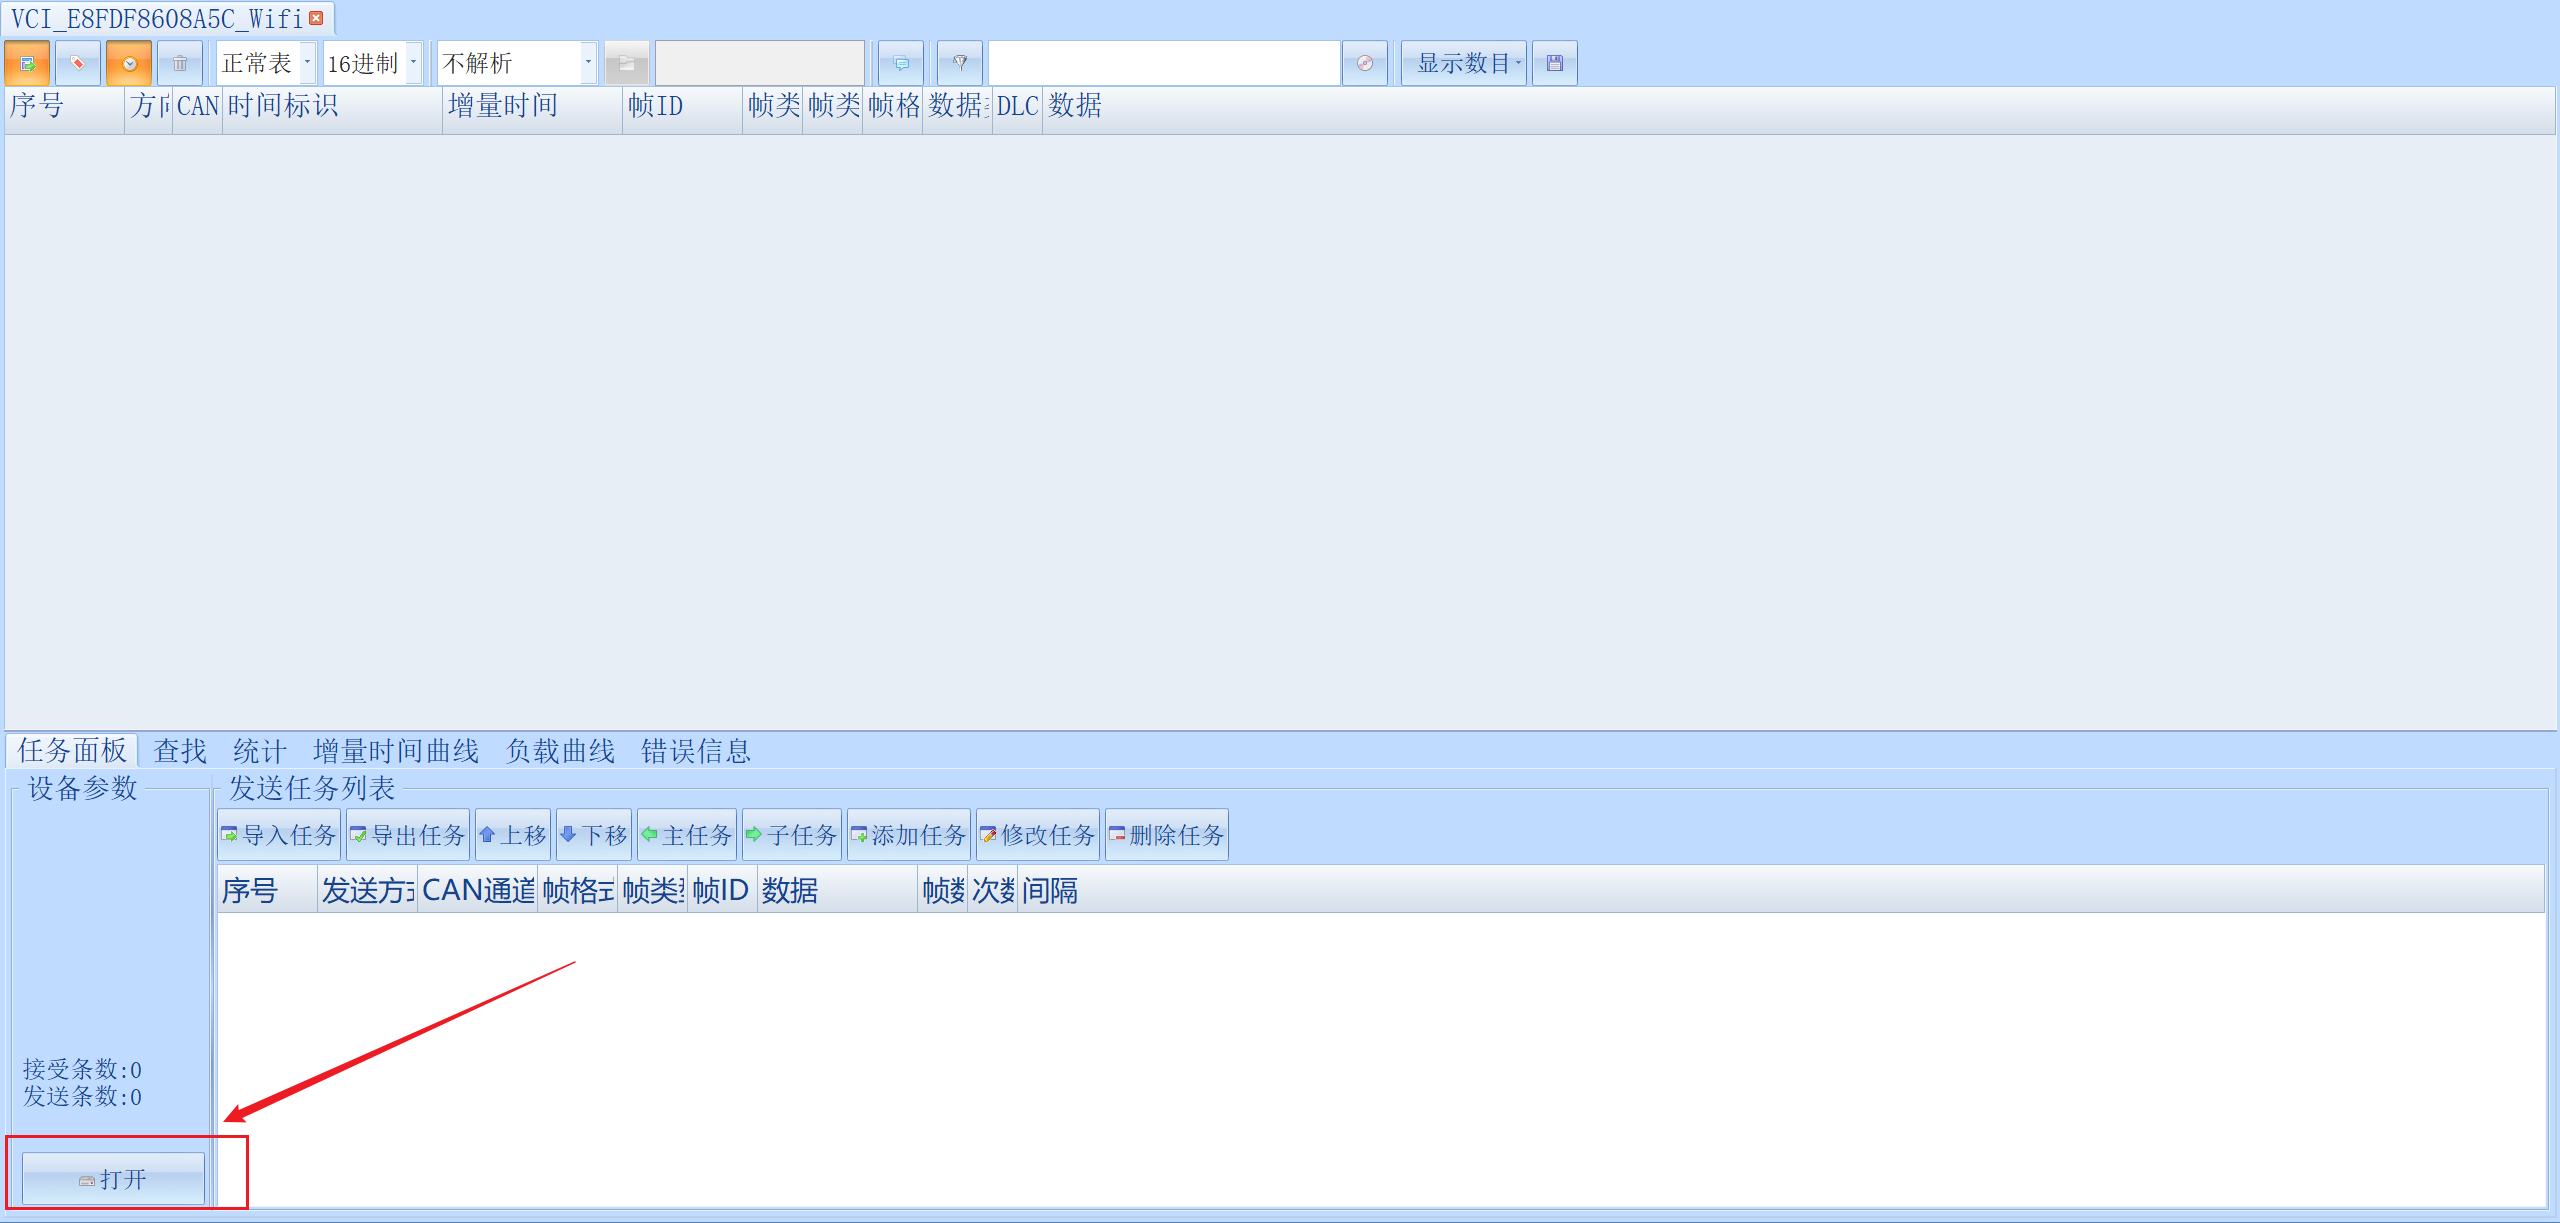 VCI_E8FDF8608A5C_Wifi
正常表 16进制 不解析 显示数目
序号 方向 CAN 时间标识 增量时间 帧ID 帧类 帧类 帧格 数据 DLC 数据
任务面板 查找 统计 增量时间曲线 负载曲线 错误信息
设备参数 发送任务列表
导入任务 导出任务 上移 下移 主任务 子任务 添加任务 修改任务 删除任务
序号 发送方式 CAN通道 帧格式 帧类型 帧ID 数据 帧数 次数 间隔
接受条数:0
发送条数:0
打开